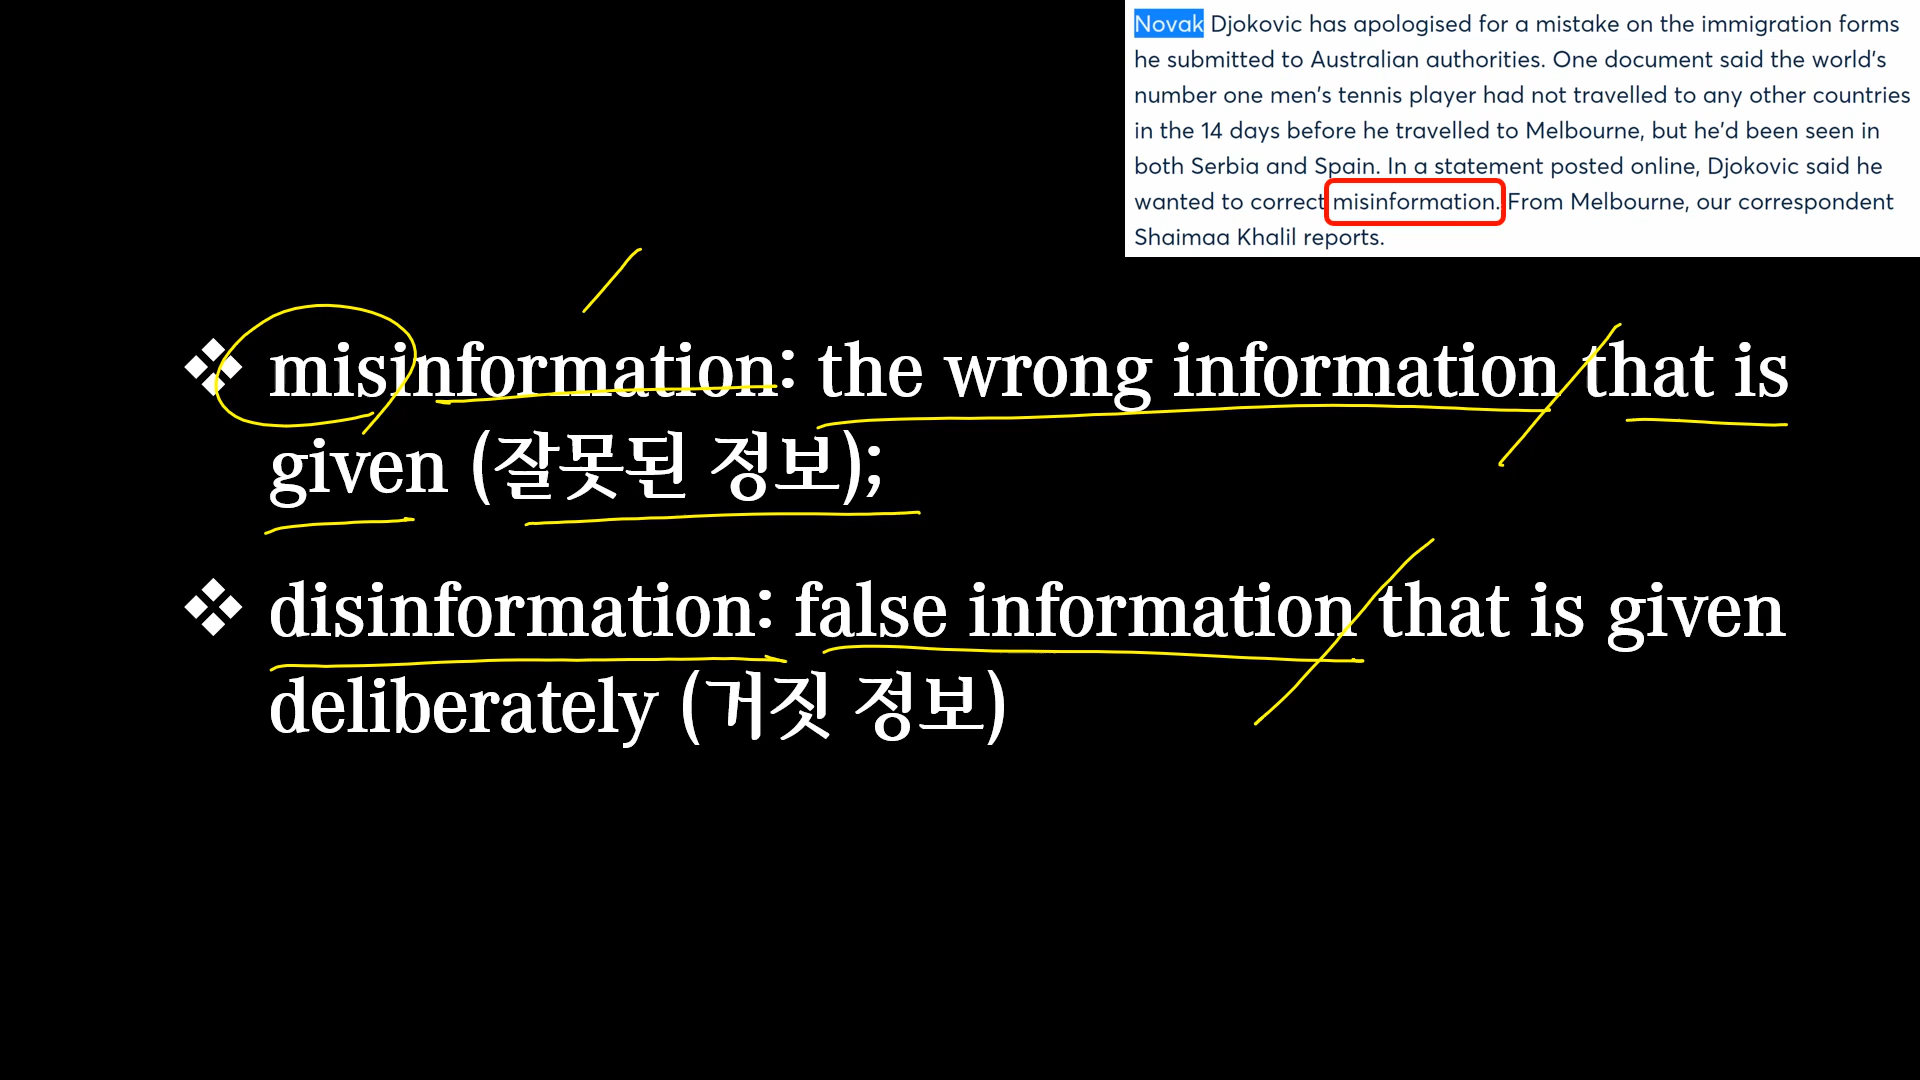 Novak Djokovic has apologised for a mistake on the immigration forms
he submitted to Australian authorities. One document said the world's
number one men's tennis player had not travelled to any other countries
in the 14 days before he travelled to Melbourne, but he'd been seen in
both Serbia and Spain. In a statement posted online, Djokovic said he
wanted to correct misinformation. From Melbourne, our correspondent
Shaimaa Khalil reports.
❖ misinformation: the wrong information that is
given (잘못된 정보);
❖ disinformation: false information that is given
deliberately (거짓 정보)